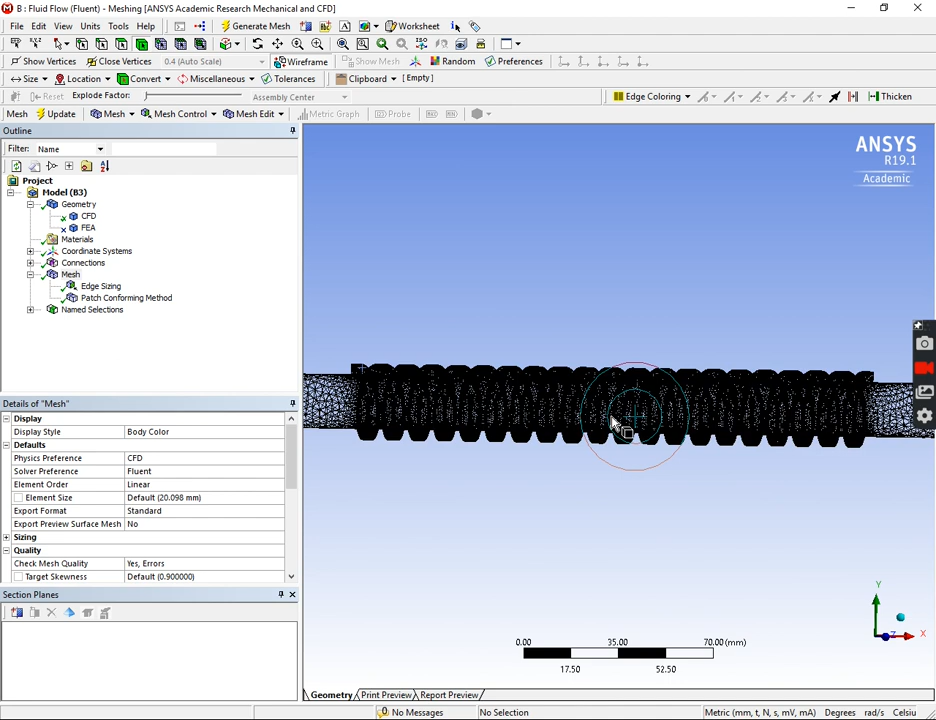 B : Fluid Flow (Fluent) - Meshing [ANSYS Academic Research Mechanical and CFD]
File Edit View Units Tools Help Generate Mesh Worksheet
Show Vertices Close Vertices 0.4 (Auto Scale) Wireframe Show Mesh Random Preferences
Size Location Convert Miscellaneous Tolerances Clipboard [ Empty ]
Reset Explode Factor: Assembly Center Edge Coloring Thicken
Mesh Update Mesh Mesh Control Mesh Edit Metric Graph Probe
Outline
Filter: Name
Project
Model (B3)
Geometry
CFD
FEA
Materials
Coordinate Systems
Connections
Mesh
Edge Sizing
Patch Conforming Method
Named Selections
Details of "Mesh"
Display
Display Style Body Color
Defaults
Physics Preference CFD
Solver Preference Fluent
Element Order Linear
Element Size Default (20.098 mm)
Export Format Standard
Export Preview Surface Mesh No
Sizing
Quality
Check Mesh Quality Yes, Errors
Target Skewness Default (0.900000)
Section Planes
ANSYS
R19.1
Academic
Y
X
Z
0.00 35.00 70.00 (mm)
17.50 52.50
Geometry Print Preview Report Preview
No Messages No Selection Metric (mm, t, N, s, mV, mA) Degrees rad/s Celsiu